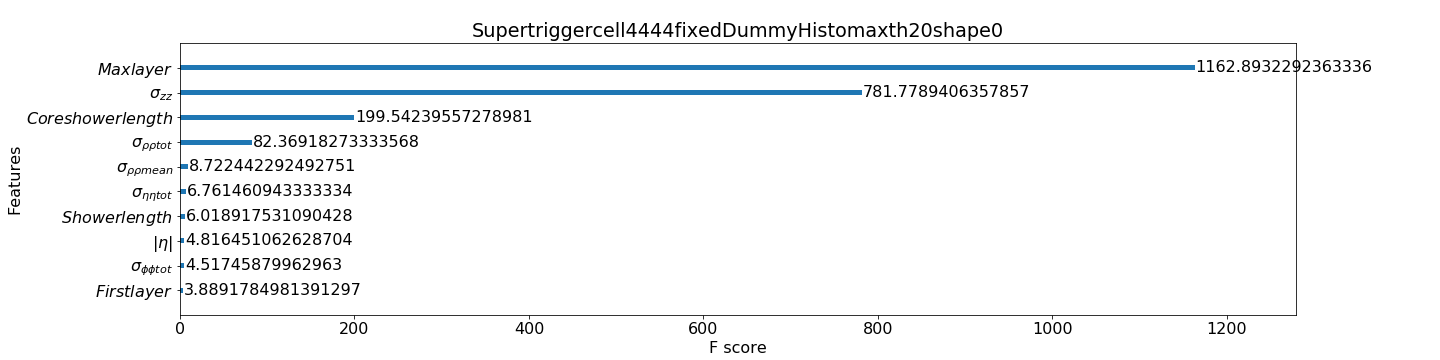 Supertriggercell4444fixedDummyHistomaxth20shape0
Features
Maxlayer 1162.8932292363336
σzz 781.7789406357857
Coreshowerlength 199.54239557278981
σρρtot 82.36918273333568
σρρmean 8.722442292492751
σηηtot 6.761460943333334
Showerlength 6.018917531090428
|η| 4.816451062628704
σϕϕtot 4.51745879962963
Firstlayer 3.8891784981391297
0 200 400 600 800 1000 1200
F score